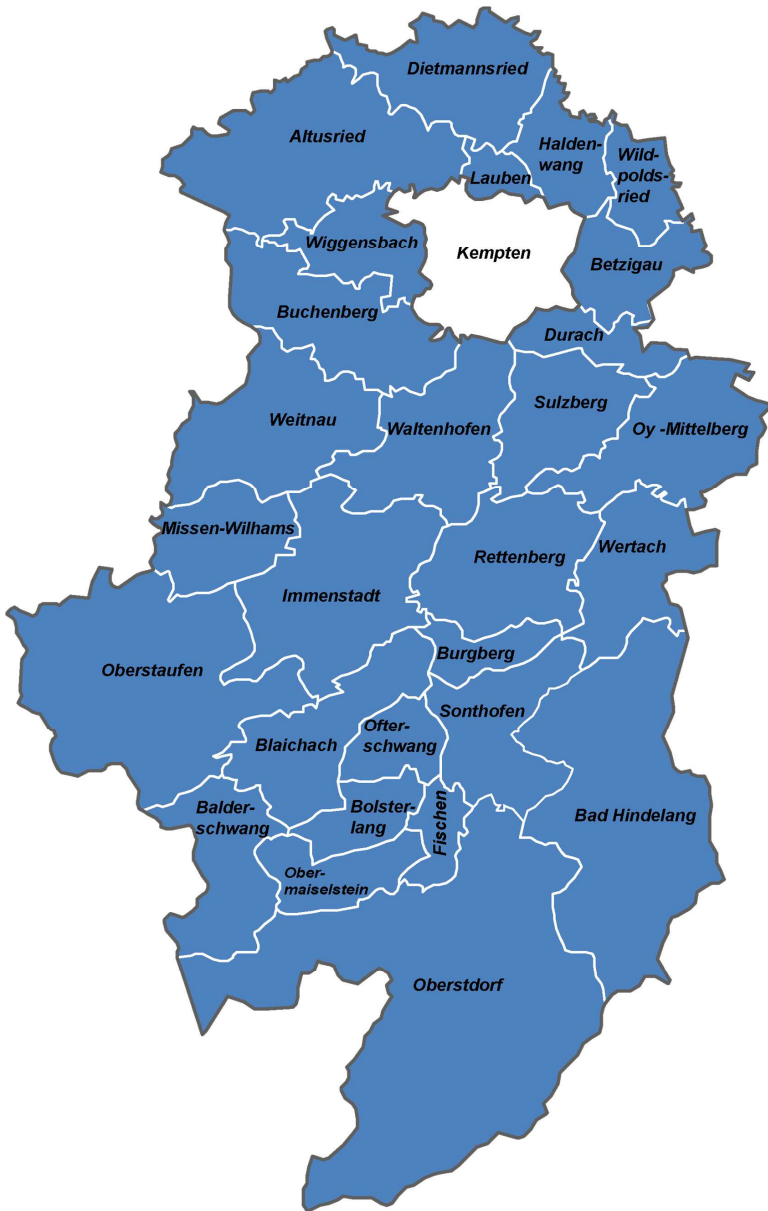 Dietmannsried
Altusried
Halden-
wang
Wild-
polds-
ried
Lauben
Wiggensbach
Kempten
Betzigau
Buchenberg
Durach
Weitnau
Waltenhofen
Sulzberg
Oy -Mittelberg
Missen-Wilhams
Rettenberg
Wertach
Immenstadt
Oberstaufen
Burgberg
Sonthofen
Ofter-
schwang
Blaichach
Balder-
schwang
Bolster-
lang
Fischen
Bad Hindelang
Ober-
maiselstein
Oberstdorf